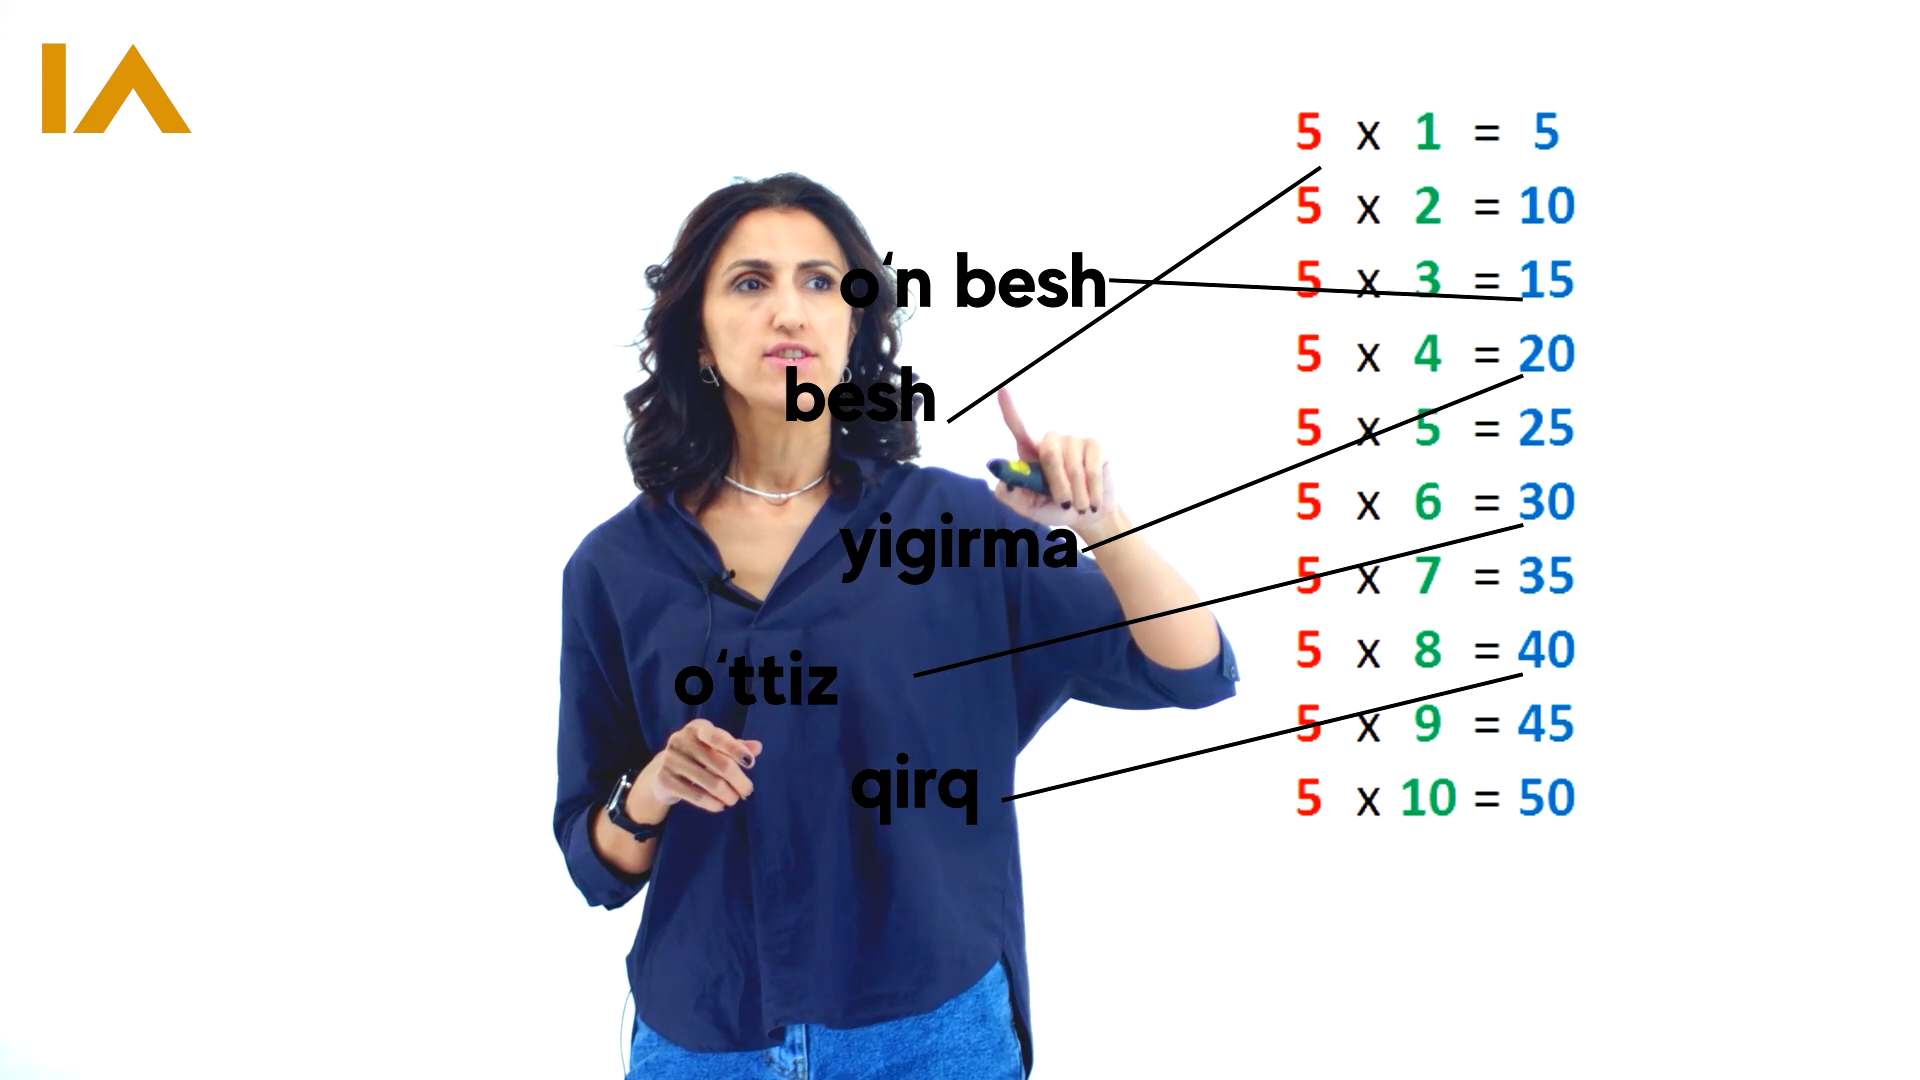 IA
5 x 1 = 5
5 x 2 = 10
o‘n besh
5 x 3 = 15
5 x 4 = 20
besh
5 x 5 = 25
5 x 6 = 30
yigirma
5 x 7 = 35
5 x 8 = 40
o‘ttiz
5 x 9 = 45
qirq
5 x 10 = 50